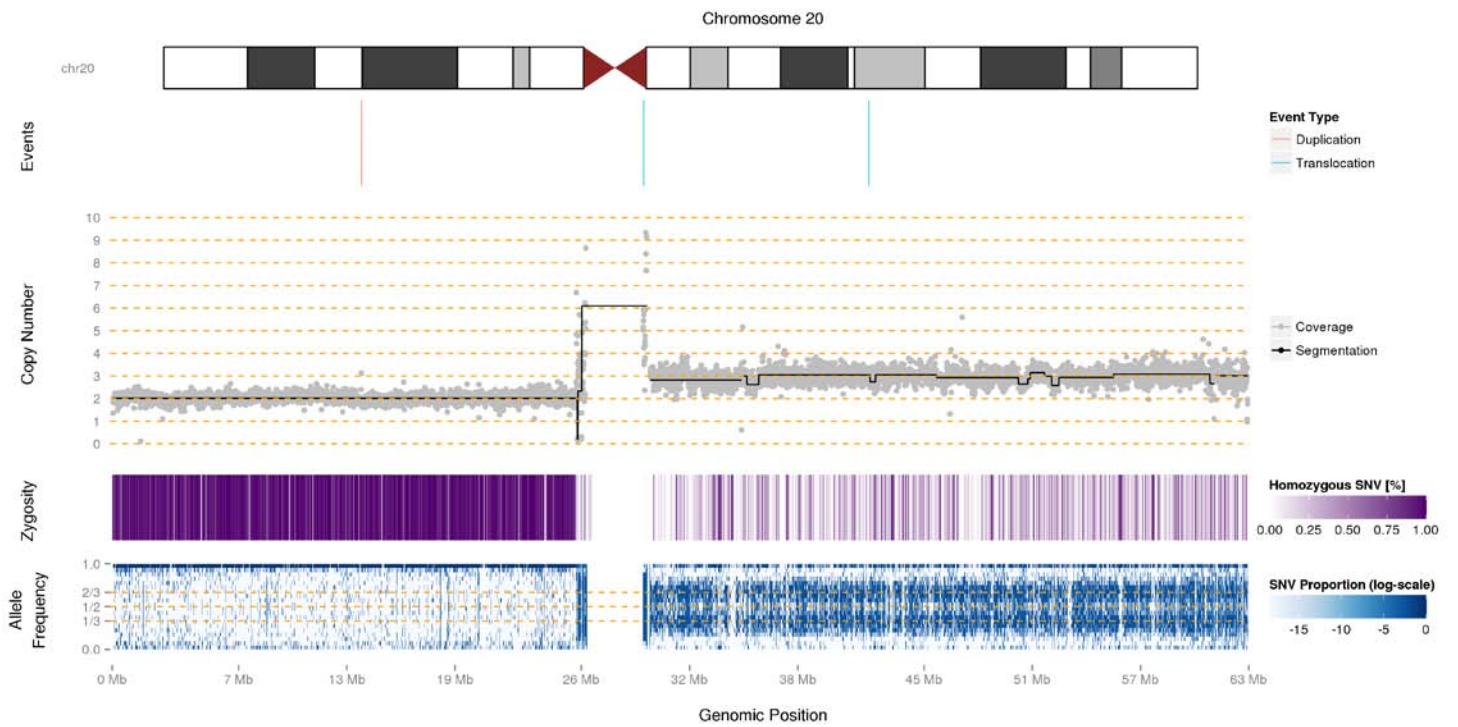 Chromosome 20
chr20
Events
Event Type
Duplication
Translocation
Copy Number
10
9
8
7
6
5
4
3
2
1
0
Coverage
Segmentation
Zygosity
Homozygous SNV [%]
0.00 0.25 0.50 0.75 1.00
Allele
Frequency
1.0
2/3
1/2
1/3
0.0
SNV Proportion (log-scale)
-15 -10 -5 0
0 Mb 7 Mb 13 Mb 19 Mb 26 Mb 32 Mb 38 Mb 45 Mb 51 Mb 57 Mb 63 Mb
Genomic Position